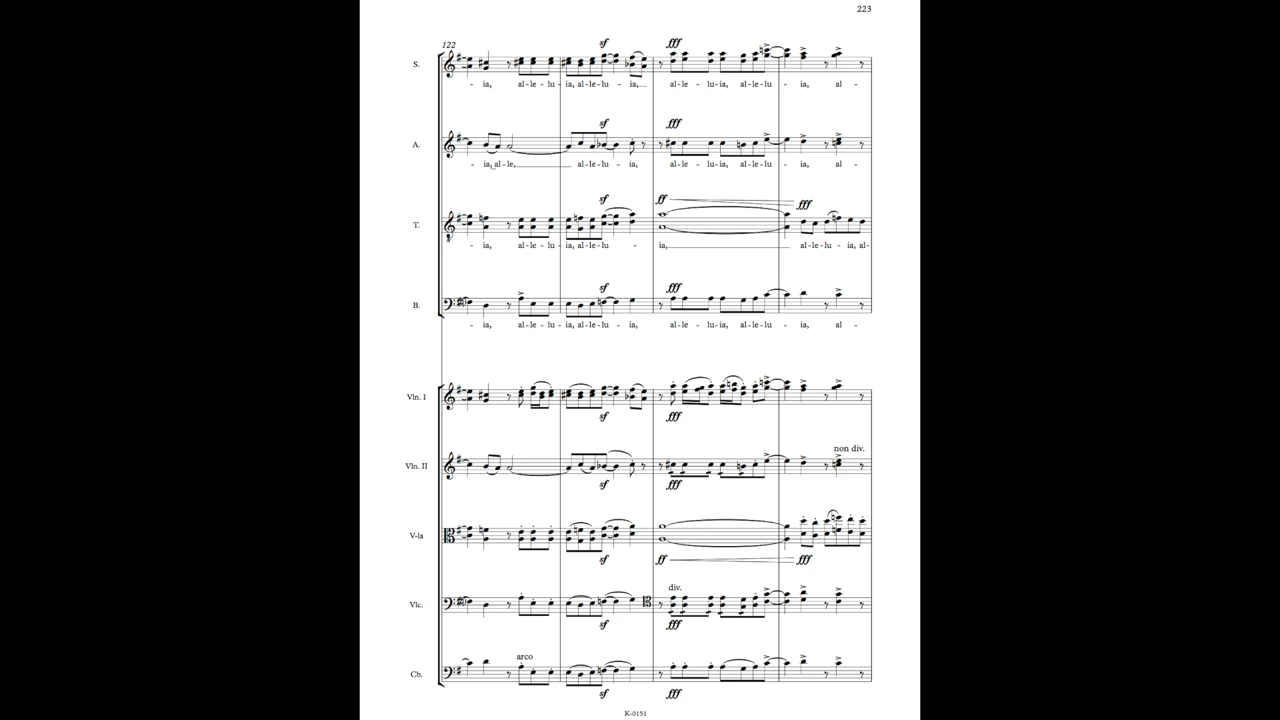 223
122
sf fff
S.
- ia, al - le - lu - ia, al - le - lu - ia, al - le - lu - ia, al - le - lu - ia, al -
sf fff
A.
- ia, al - le, al - le - lu - ia, al - le - lu - ia, al - le - lu - ia, al -
sf ff fff
T.
- ia, al - le - lu - ia, al - le - lu - ia, al - le - lu - ia, al-
sf fff
B.
- ia, al - le - lu - ia, al - le - lu - ia, al - le - lu - ia, al - le - lu - ia, al -
Vln. I
sf fff
non div.
Vln. II
sf fff
V-la
sf ff fff
div.
Vlc.
sf fff
arco
Cb.
sf fff
K-0151